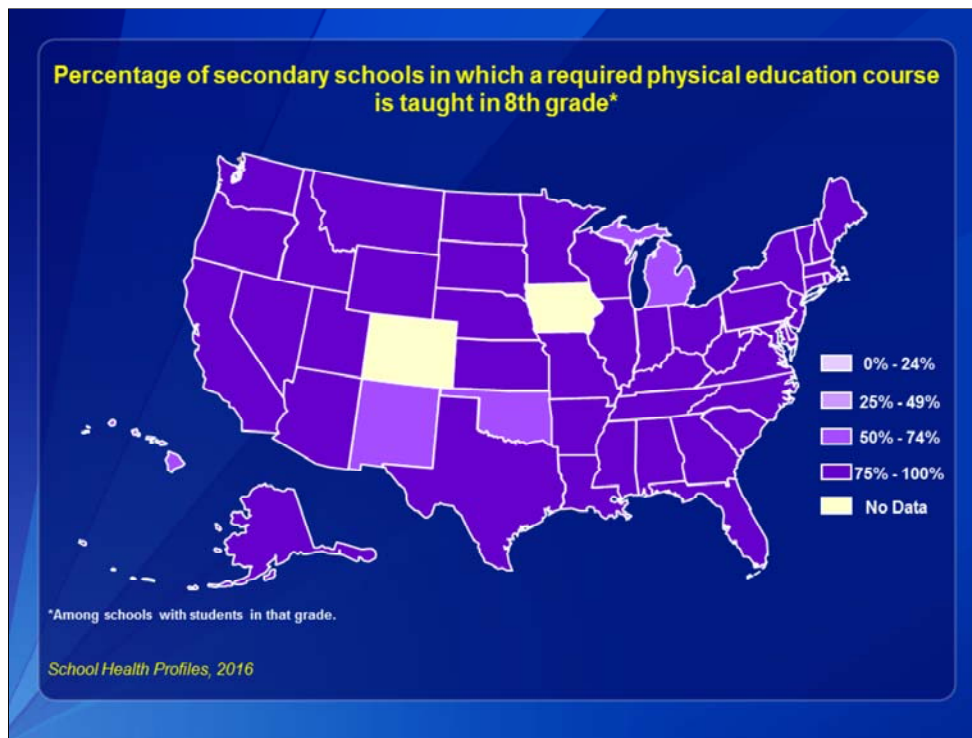 Percentage of secondary schools in which a required physical education course
is taught in 8th grade*
0% - 24%
25% - 49%
50% - 74%
75% - 100%
No Data
*Among schools with students in that grade.
School Health Profiles, 2016